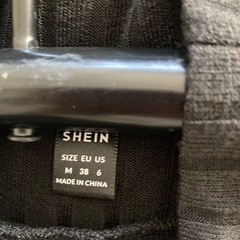 SHEIN
SIZE EU US
M 38 6
MADE IN CHINA